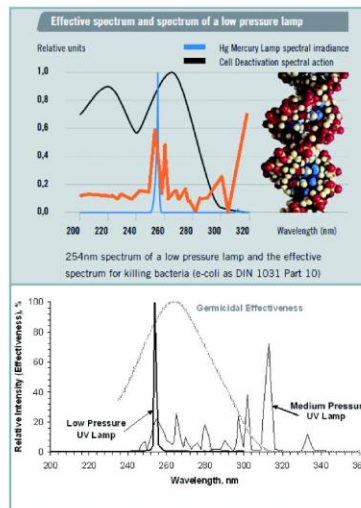 Effective spectrum and spectrum of a low pressure lamp
Relative units
Hg Mercury Lamp spectral irradiance
Cell Deactivation spectral action
1,0
0,8
0,6
0,4
0,2
0,0
200 220 240 260 280 300 320 Wavelength (nm)
254nm spectrum of a low pressure lamp and the effective
spectrum for killing bacteria (e-coli as DIN 1031 Part 10)
Relative Intensity (Effectiveness), %
100
80
60
40
20
0
Germicidal Effectiveness
Low Pressure
UV Lamp
Medium Pressure
UV Lamp
200 220 240 260 280 300 320 340 36
Wavelength, nm